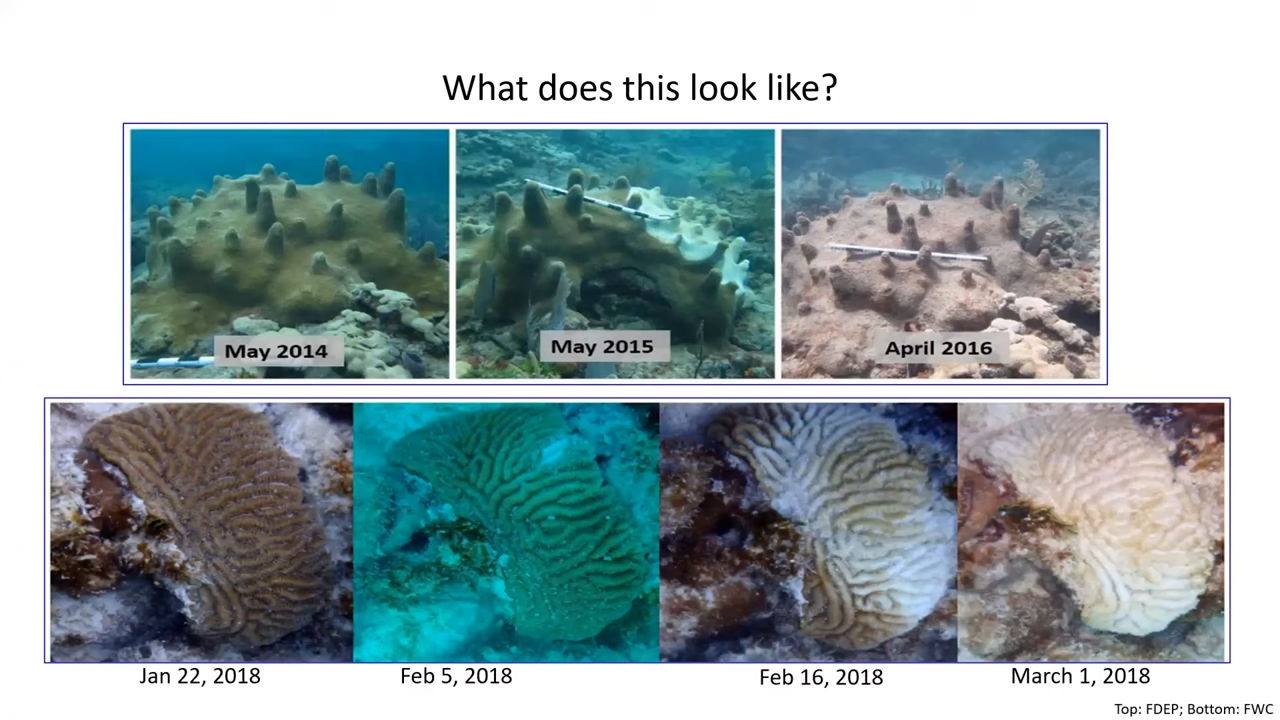 What does this look like?
May 2014
May 2015
April 2016
Jan 22, 2018
Feb 5, 2018
Feb 16, 2018
March 1, 2018
Top: FDEP; Bottom: FWC